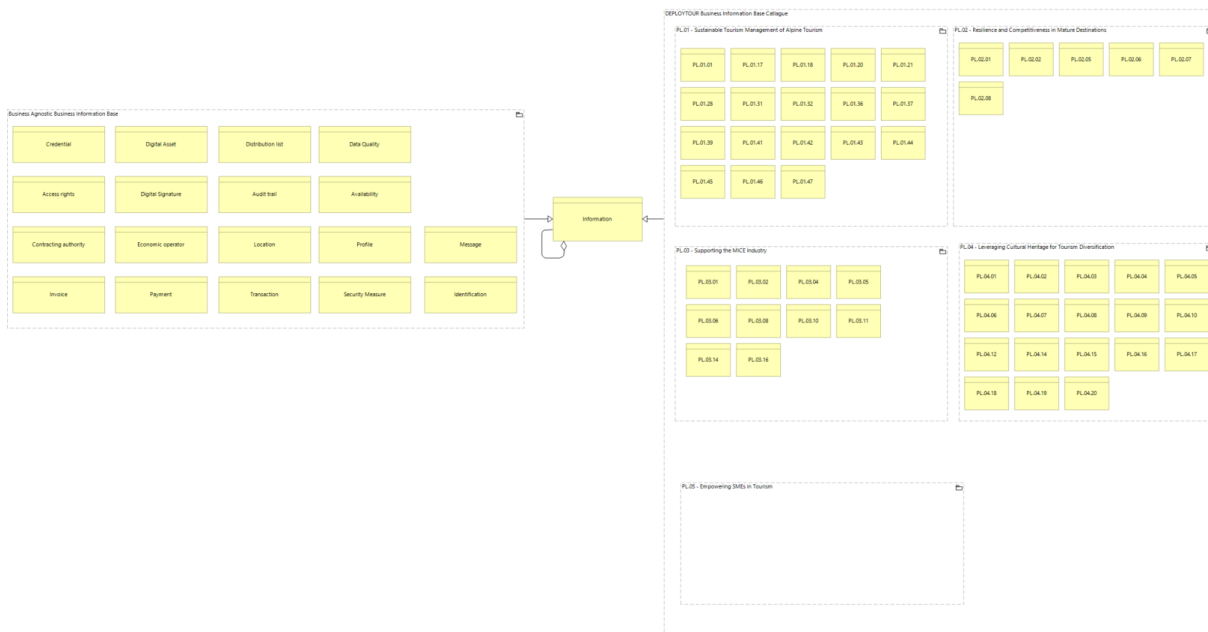 DEPLOYTOUR Business Information Base Catlogue
PL.01 - Sustainable Tourism Management of Alpine Tourism
PL.01.01 PL.01.17 PL.01.18 PL.01.20 PL.01.21
PL.01.28 PL.01.31 PL.01.32 PL.01.36 PL.01.37
PL.01.39 PL.01.41 PL.01.42 PL.01.43 PL.01.44
PL.01.45 PL.01.46 PL.01.47
PL.02 - Resilience and Competitiveness in Mature Destinations
PL.02.01 PL.02.02 PL.02.05 PL.02.06 PL.02.07
PL.02.08
Business Agnostic Business Information Base
Credential Digital Asset Distribution list Data Quality
Access rights Digital Signature Audit trail Availability
Contracting authority Economic operator Location Profile Message
Invoice Payment Transaction Security Measure Identification
Information
PL.03 - Supporting the MICE Industry
PL.03.01 PL.03.02 PL.03.04 PL.03.05
PL.03.06 PL.03.08 PL.03.10 PL.03.11
PL.03.14 PL.03.16
PL.04 - Leveraging Cultural Heritage for Tourism Diversification
PL.04.01 PL.04.02 PL.04.03 PL.04.04 PL.04.05
PL.04.06 PL.04.07 PL.04.08 PL.04.09 PL.04.10
PL.04.12 PL.04.14 PL.04.15 PL.04.16 PL.04.17
PL.04.18 PL.04.19 PL.04.20
PL.05 - Empowering SMEs in Tourism